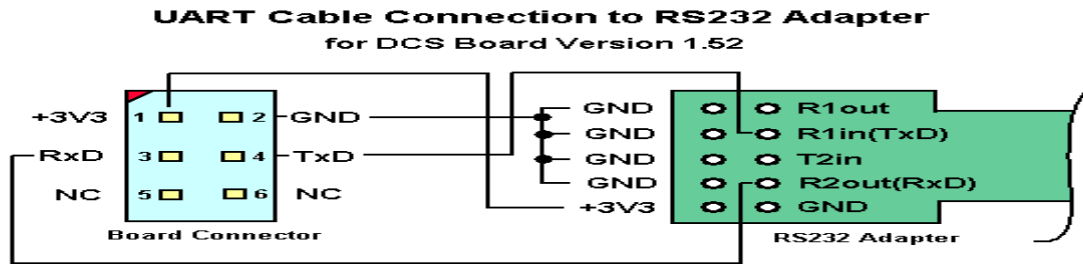 UART Cable Connection to RS232 Adapter
for DCS Board Version 1.52
+3V3 1 2 GND
RxD 3 4 TxD
NC 5 6 NC
Board Connector
GND R1out
GND R1in(TxD)
GND T2in
GND R2out(RxD)
+3V3 GND
RS232 Adapter